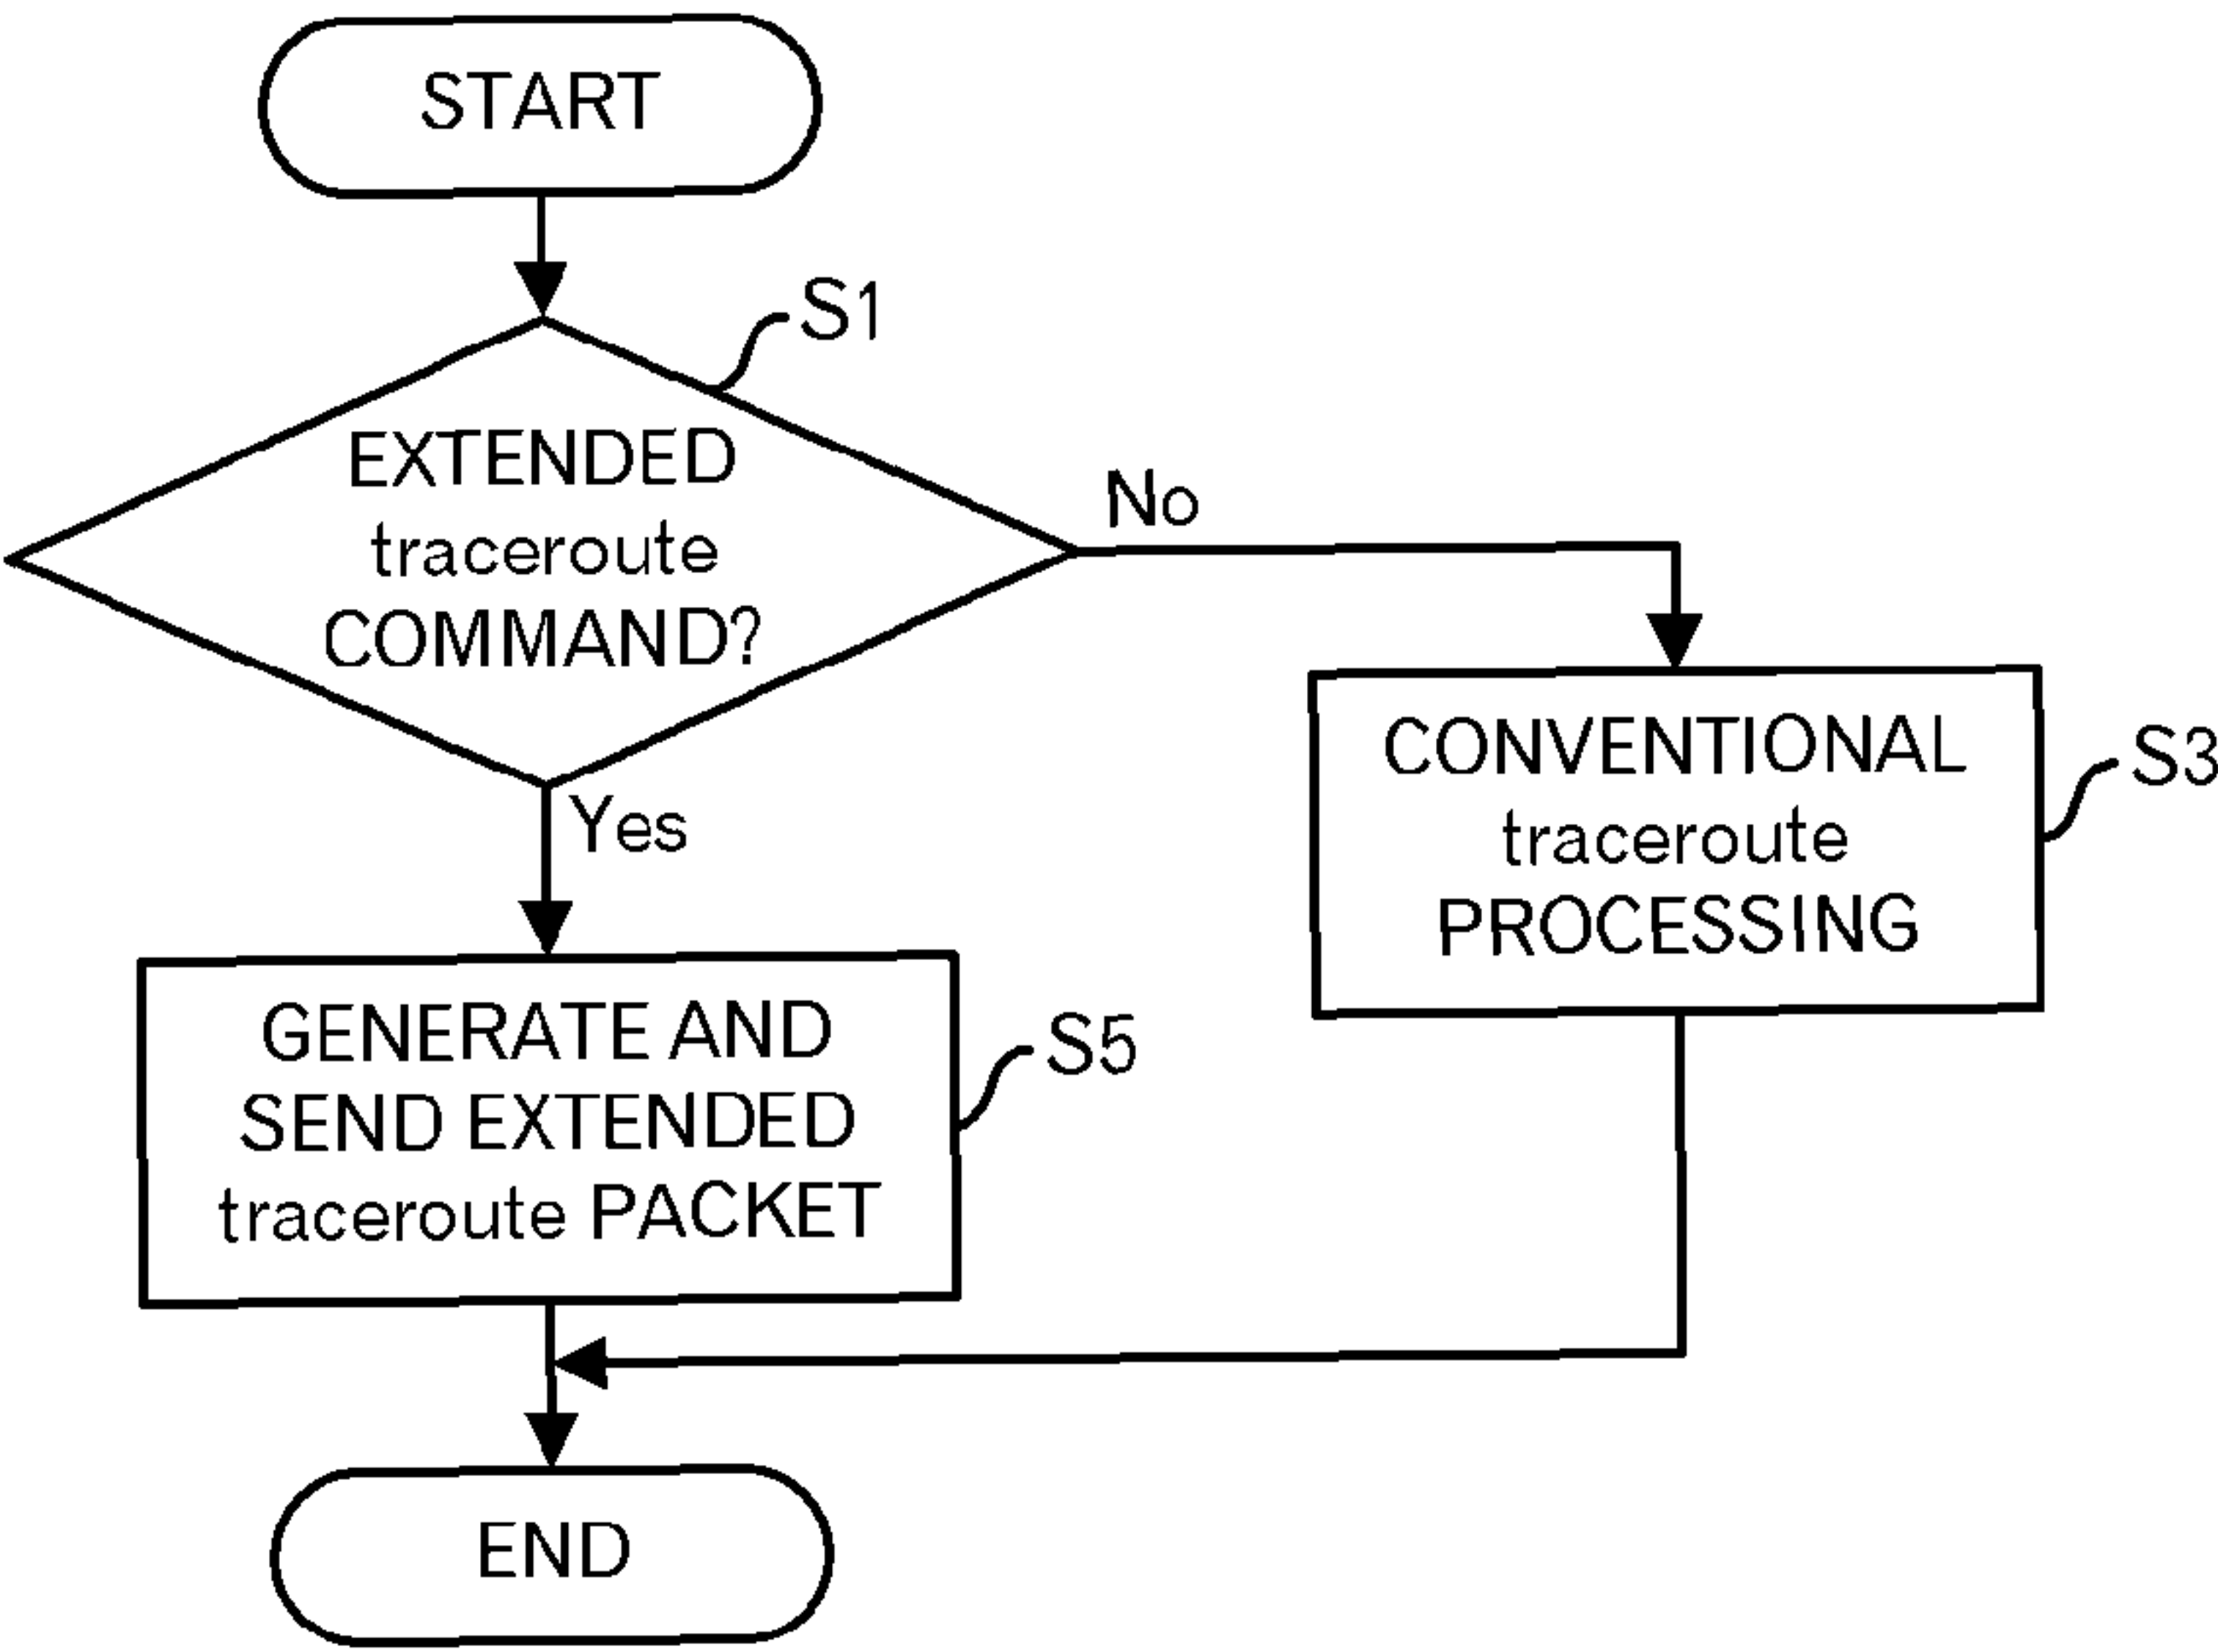 START
S1
EXTENDED
traceroute
COMMAND?
No
Yes
CONVENTIONAL
traceroute
PROCESSING
S3
GENERATE AND
SEND EXTENDED
traceroute PACKET
S5
END